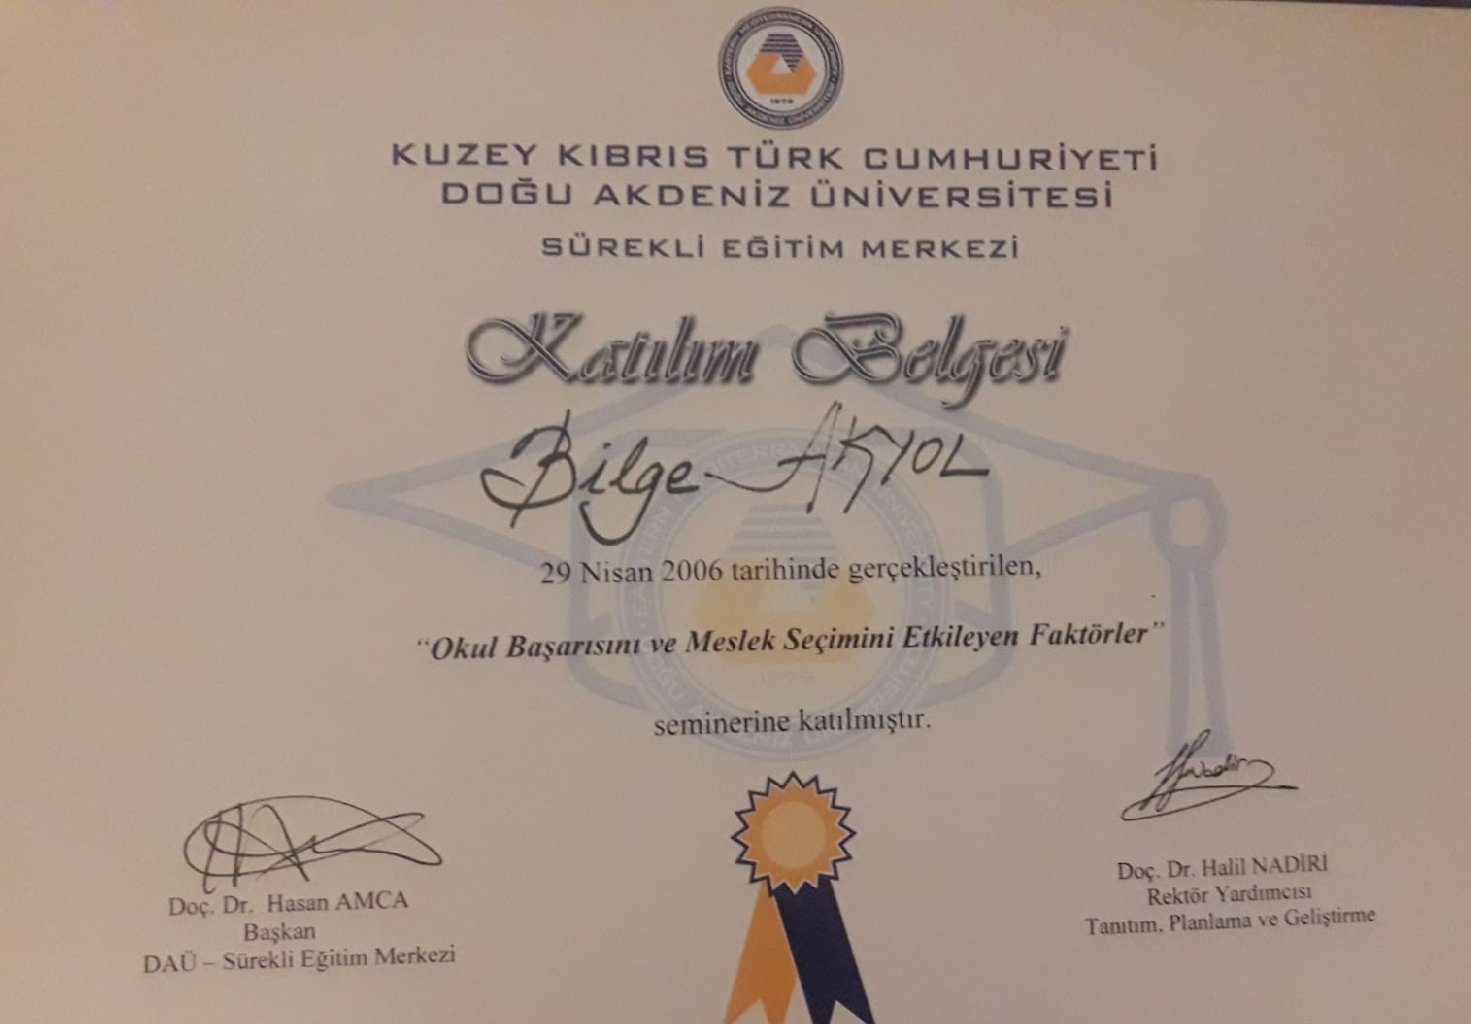 KUZEY KIBRIS TÜRK CUMHURİYETİ
DOĞU AKDENİZ ÜNİVERSİTESİ
SÜREKLİ EĞİTİM MERKEZİ
Katılım Belgesi
Bilge AKYOL
29 Nisan 2006 tarihinde gerçekleştirilen,
“Okul Başarısını ve Meslek Seçimini Etkileyen Faktörler”
seminerine katılmıştır.
Doç. Dr. Hasan AMCA
Başkan
DAÜ – Sürekli Eğitim Merkezi
Doç. Dr. Halil NADİRİ
Rektör Yardımcısı
Tanıtım, Planlama ve Geliştirme